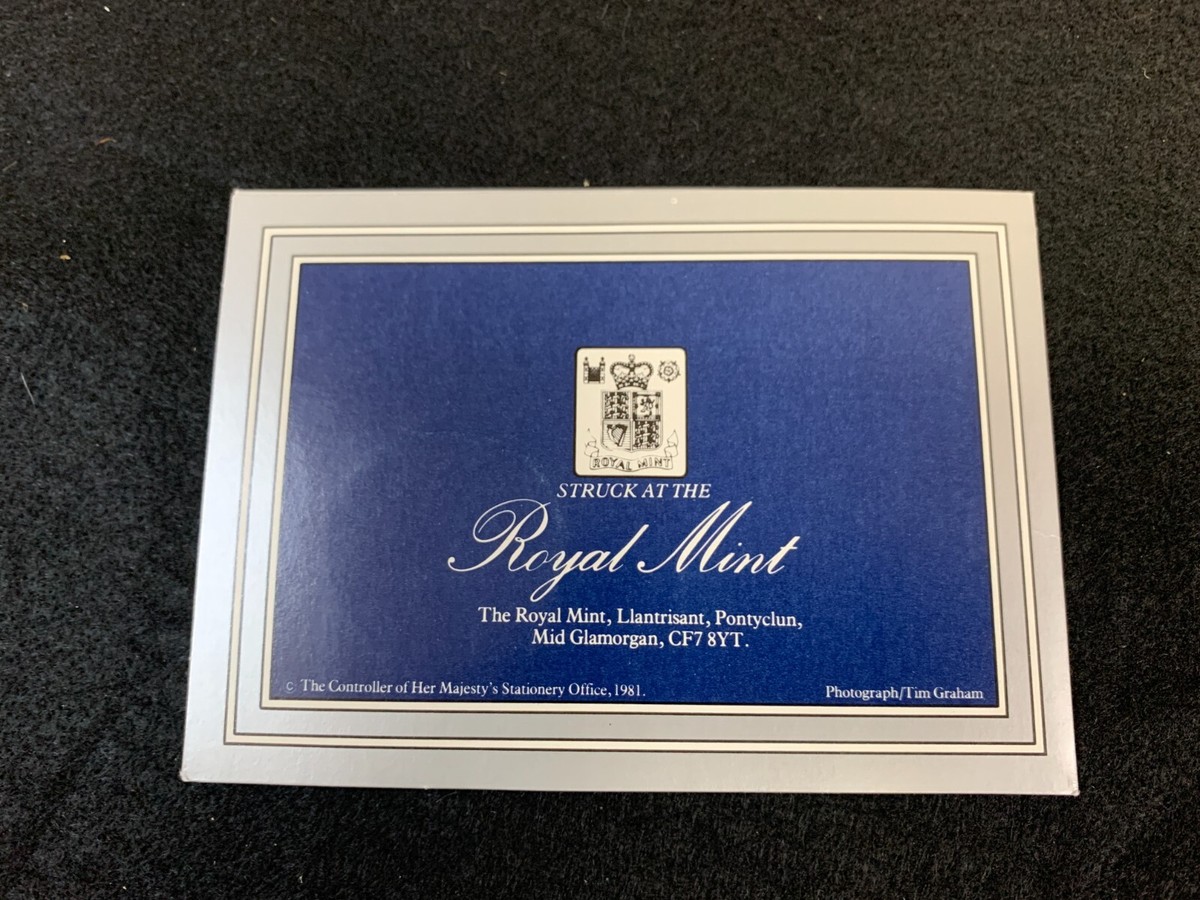 ROYAL MINT
STRUCK AT THE
Royal Mint
The Royal Mint, Llantrisant, Pontyclun,
Mid Glamorgan, CF7 8YT.
© The Controller of Her Majesty's Stationery Office, 1981.
Photograph/Tim Graham